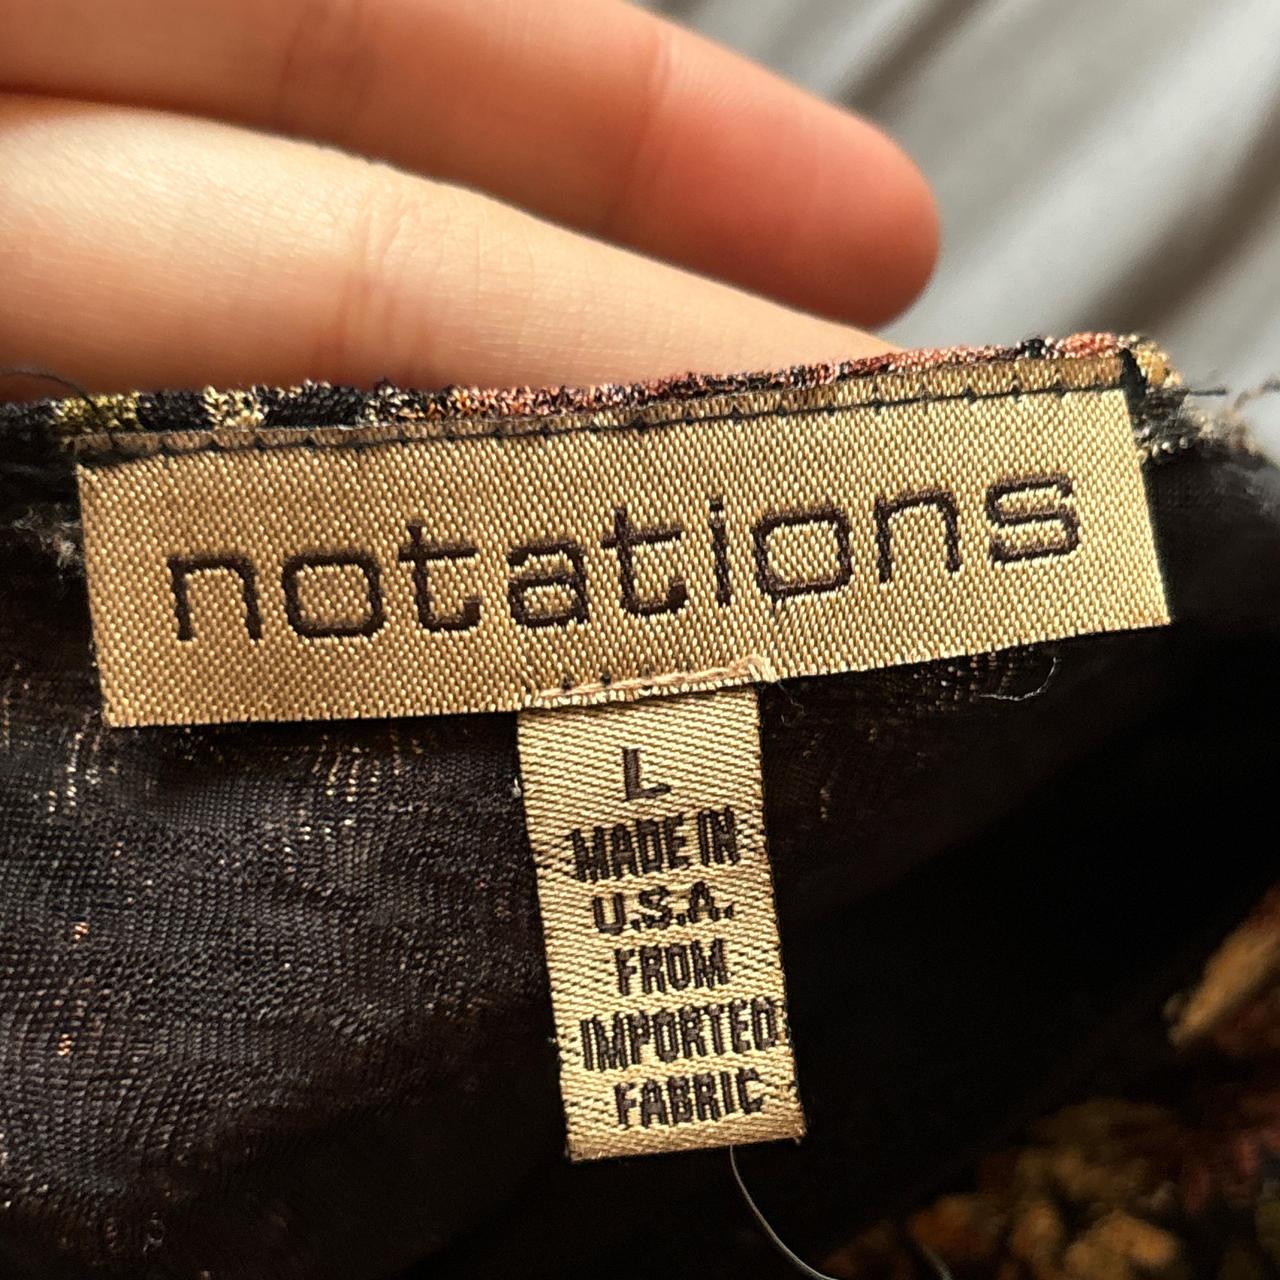 notations
L
MADE IN
U.S.A.
FROM
IMPORTED
FABRIC